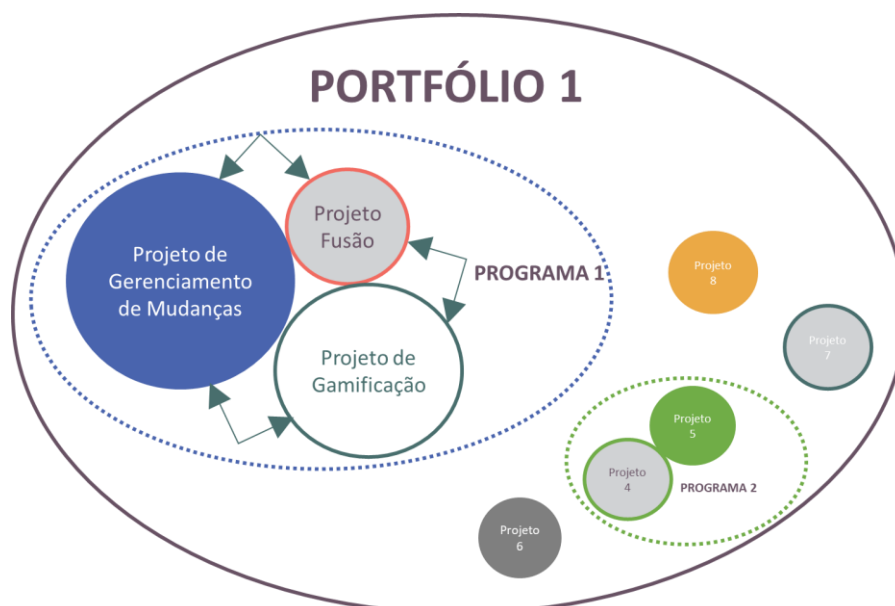 PORTFÓLIO 1
Projeto
Fusão
Projeto de
Gerenciamento
de Mudanças
PROGRAMA 1
Projeto de
Gamificação
Projeto
8
Projeto
7
Projeto
5
Projeto
4
PROGRAMA 2
Projeto
6